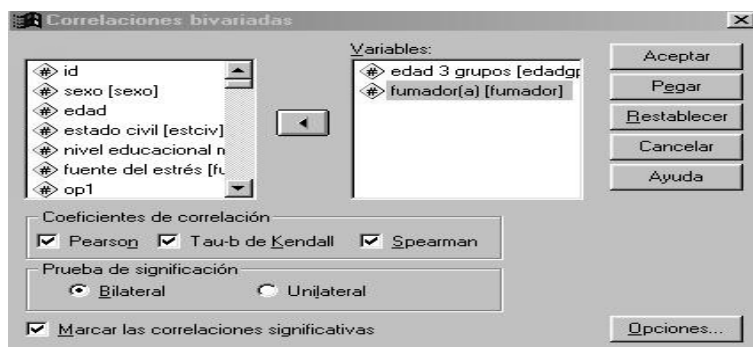 Correlaciones bivariadas
id
sexo [sexo]
edad
estado civil [estciv]
nivel educacional n
fuente del estrés [fu
op1
Variables:
edad 3 grupos [edadgr
fumador(a) [fumador]
Aceptar
Pegar
Restablecer
Cancelar
Ayuda
Coeficientes de correlación
Pearson Tau-b de Kendall Spearman
Prueba de significación
Bilateral Unilateral
Marcar las correlaciones significativas
Opciones...